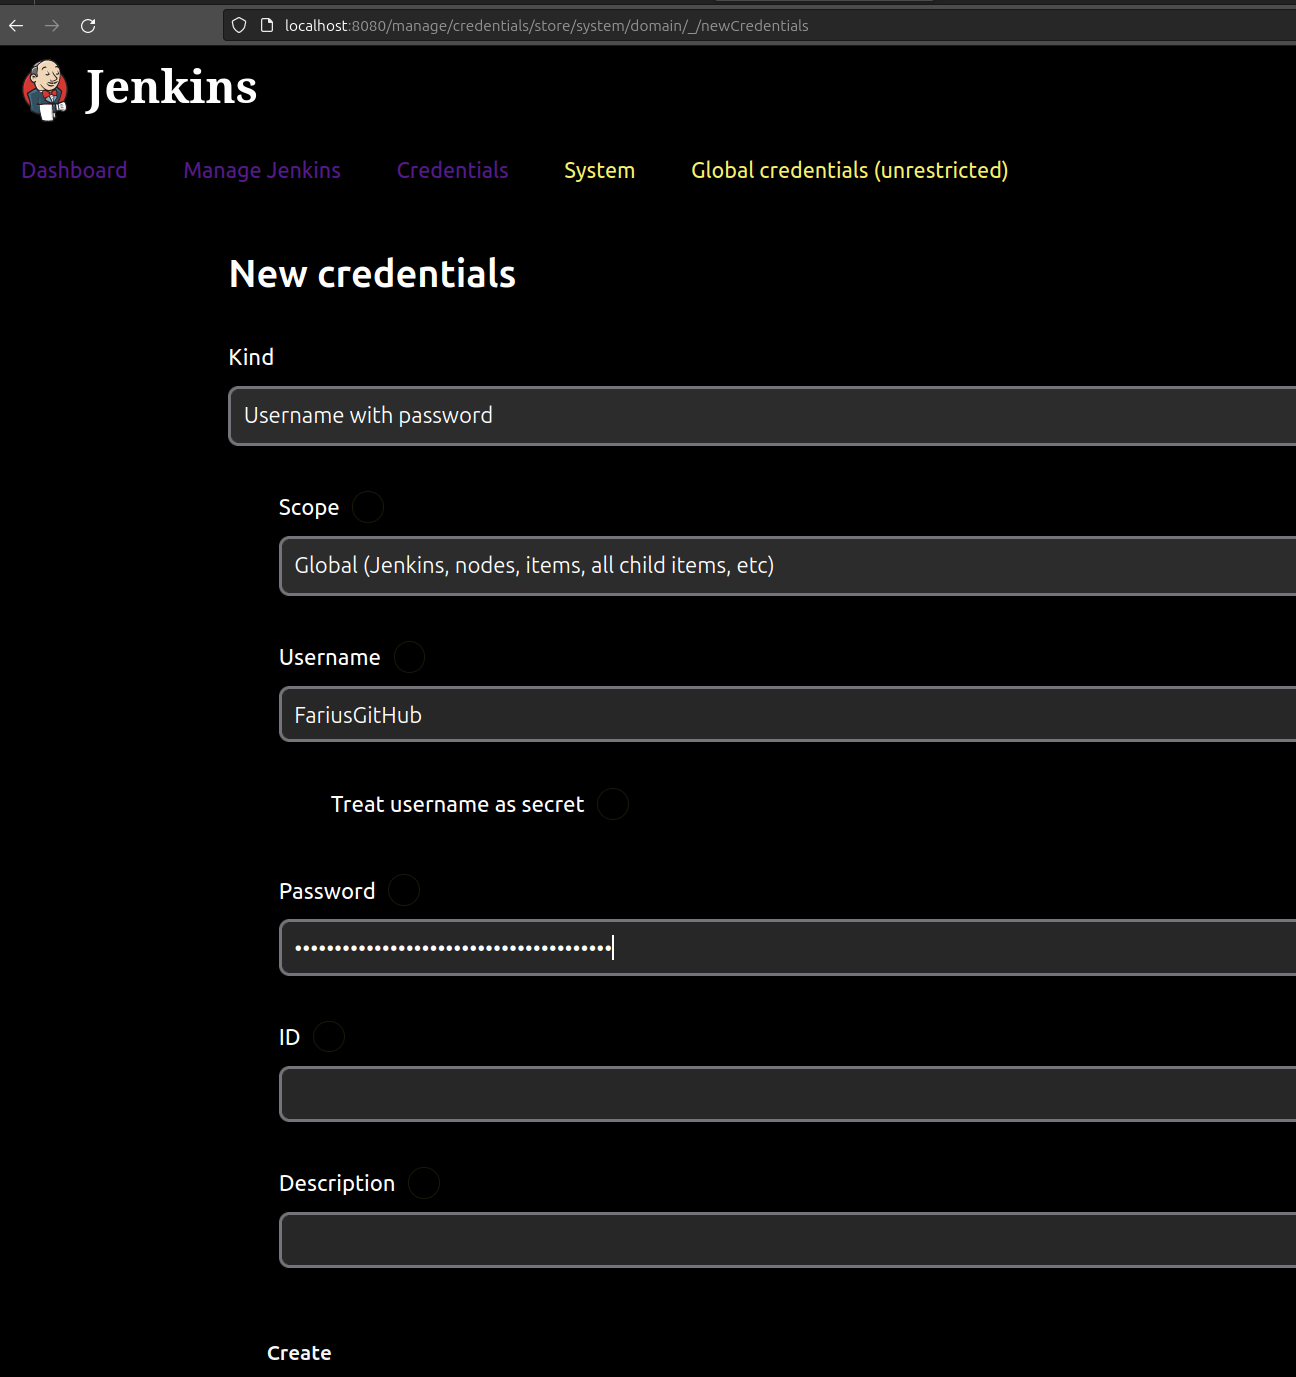 localhost:8080/manage/credentials/store/system/domain/_/newCredentials
Jenkins
Dashboard Manage Jenkins Credentials System Global credentials (unrestricted)
New credentials
Kind
Username with password
Scope
Global (Jenkins, nodes, items, all child items, etc)
Username
FariusGitHub
Treat username as secret
Password
••••••••••••••••••••••••••••••••••••••••
ID
Description
Create